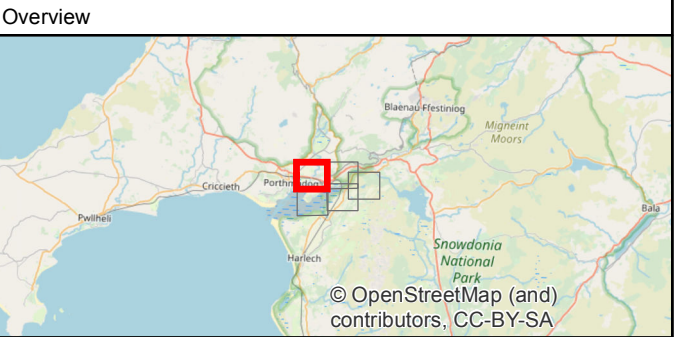 Overview
Blaenau Ffestiniog
Migneint
Moors
Porthmadog
Criccieth
Pwllheli
Bala
Snowdonia
National
Park
Harlech
© OpenStreetMap (and)
contributors, CC-BY-SA